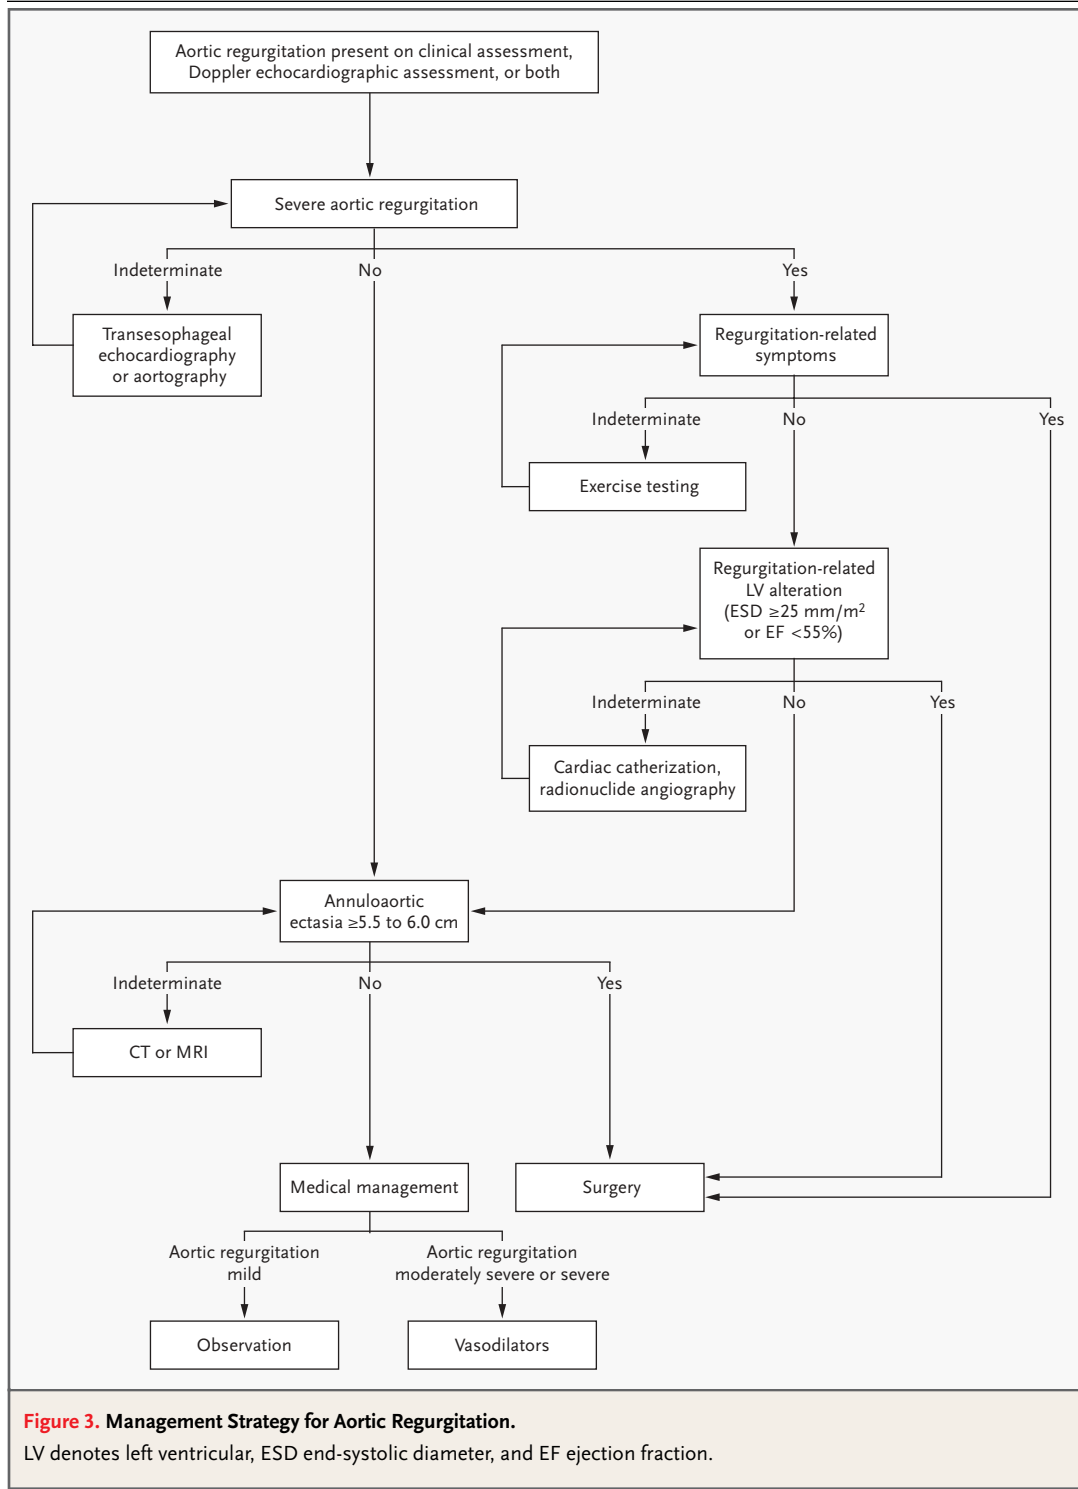 Aortic regurgitation present on clinical assessment,
Doppler echocardiographic assessment, or both
Severe aortic regurgitation
Indeterminate
No
Yes
Transesophageal
echocardiography
or aortography
Regurgitation-related
symptoms
Indeterminate
No
Yes
Exercise testing
Regurgitation-related
LV alteration
(ESD ≥25 mm/m²
or EF <55%)
Indeterminate
No
Yes
Cardiac catherization,
radionuclide angiography
Annuloaortic
ectasia ≥5.5 to 6.0 cm
Indeterminate
No
Yes
CT or MRI
Medical management
Surgery
Aortic regurgitation
mild
Aortic regurgitation
moderately severe or severe
Observation
Vasodilators
Figure 3. Management Strategy for Aortic Regurgitation.
LV denotes left ventricular, ESD end-systolic diameter, and EF ejection fraction.